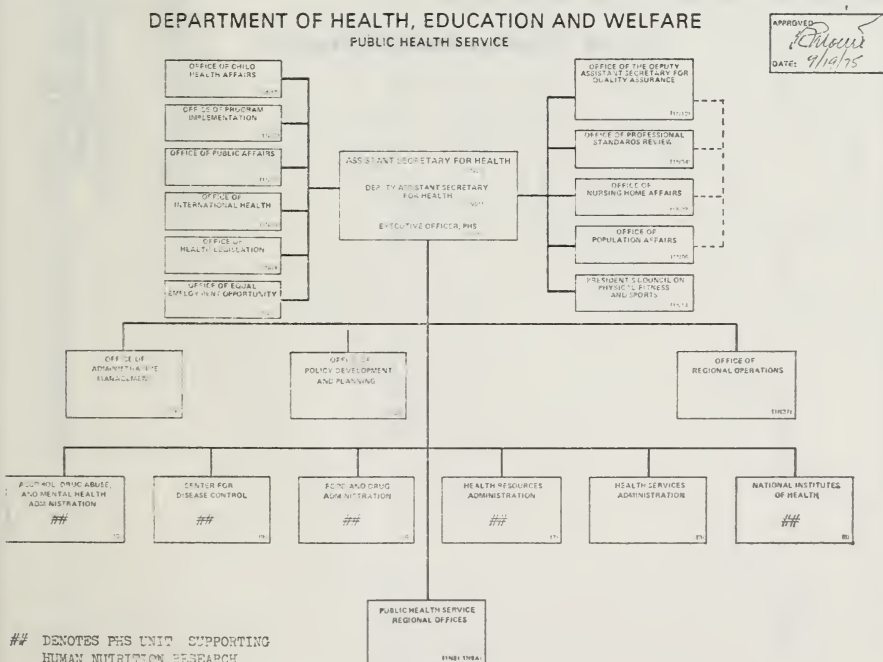 DEPARTMENT OF HEALTH, EDUCATION AND WELFARE
PUBLIC HEALTH SERVICE
APPROVED
DATE: 9/19/75
OFFICE OF CHILD
HEALTH AFFAIRS
OFFICE OF PROGRAM
IMPLEMENTATION
OFFICE OF PUBLIC AFFAIRS
OFFICE OF
INTERNATIONAL HEALTH
OFFICE OF
HEALTH LEGISLATION
OFFICE OF EQUAL
EMPLOYMENT OPPORTUNITY
ASSISTANT SECRETARY FOR HEALTH
DEPUTY ASSISTANT SECRETARY
FOR HEALTH
EXECUTIVE OFFICER, PHS
OFFICE OF THE DEPUTY
ASSISTANT SECRETARY FOR
QUALITY ASSURANCE
OFFICE OF PROFESSIONAL
STANDARDS REVIEW
OFFICE OF
NURSING HOME AFFAIRS
OFFICE OF
POPULATION AFFAIRS
PRESIDENT'S COUNCIL ON
PHYSICAL FITNESS
AND SPORTS
OFFICE OF
ADMINISTRATIVE
MANAGEMENT
OFFICE OF
POLICY DEVELOPMENT
AND PLANNING
OFFICE OF
REGIONAL OPERATIONS
ALCOHOL, DRUG ABUSE,
AND MENTAL HEALTH
ADMINISTRATION
##
CENTER FOR
DISEASE CONTROL
##
FOOD AND DRUG
ADMINISTRATION
##
HEALTH RESOURCES
ADMINISTRATION
##
HEALTH SERVICES
ADMINISTRATION
NATIONAL INSTITUTES
OF HEALTH
##
PUBLIC HEALTH SERVICE
REGIONAL OFFICES
## DENOTES PHS UNIT SUPPORTING
HUMAN NUTRITION RESEARCH